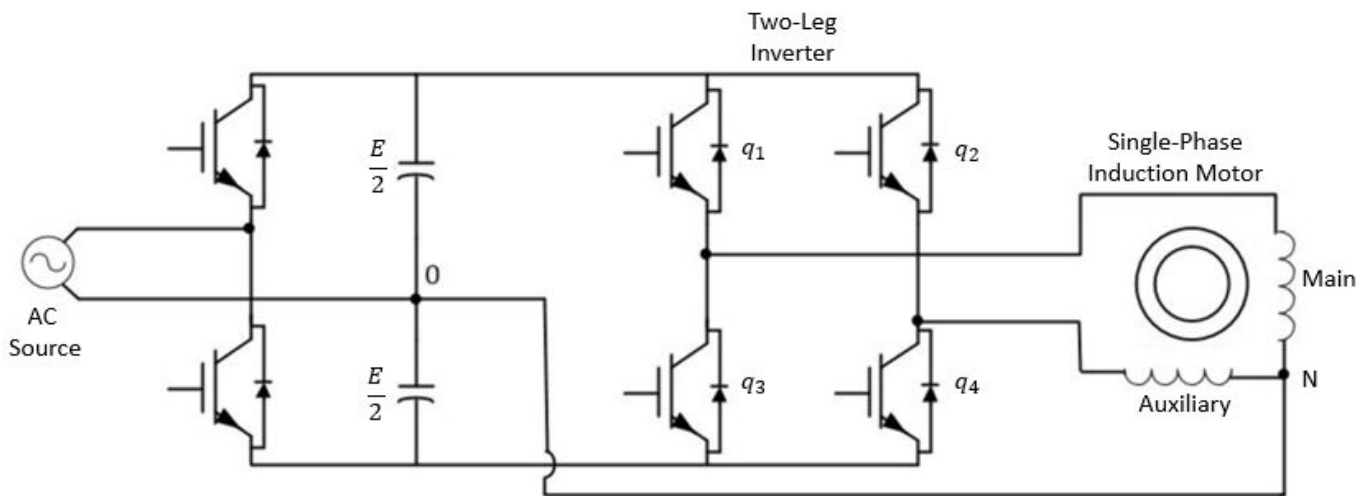 Two-Leg
Inverter
E
2
q1
q2
Single-Phase
Induction Motor
0
Main
AC
Source
E
2
q3
q4
N
Auxiliary